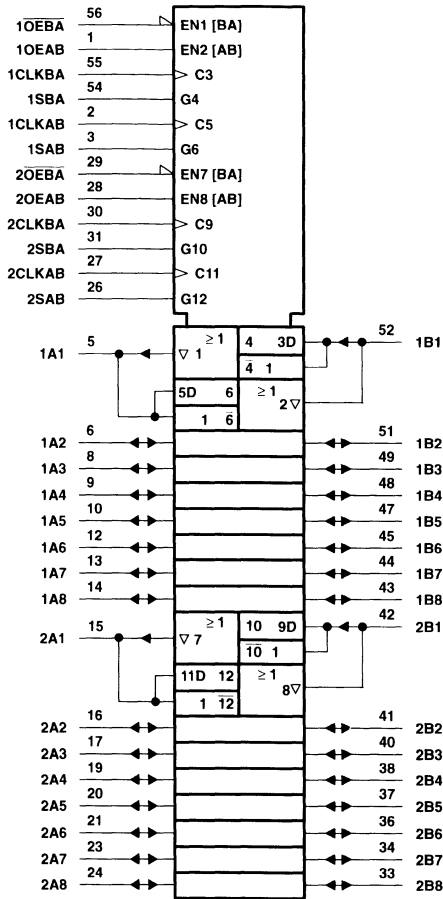 1O̅E̅B̅A̅ 56 EN1 [BA]
1OEAB 1 EN2 [AB]
1CLKBA 55 C3
1SBA 54 G4
1CLKAB 2 C5
1SAB 3 G6
2O̅E̅B̅A̅ 29 EN7 [BA]
2OEAB 28 EN8 [AB]
2CLKBA 30 C9
2SBA 31 G10
2CLKAB 27 C11
2SAB 26 G12
1A1 5 ≥ 1 ▽ 1 4 3D 52 1B1
4̅ 1
5D 6 ≥ 1
2▽
1 6̅
1A2 6 51 1B2
1A3 8 49 1B3
1A4 9 48 1B4
1A5 10 47 1B5
1A6 12 45 1B6
1A7 13 44 1B7
1A8 14 43 1B8
2A1 15 ≥ 1 ▽ 7 10 9D 42 2B1
1̅0̅ 1
11D 12 ≥ 1
8▽
1 1̅2̅
2A2 16 41 2B2
2A3 17 40 2B3
2A4 19 38 2B4
2A5 20 37 2B5
2A6 21 36 2B6
2A7 23 34 2B7
2A8 24 33 2B8